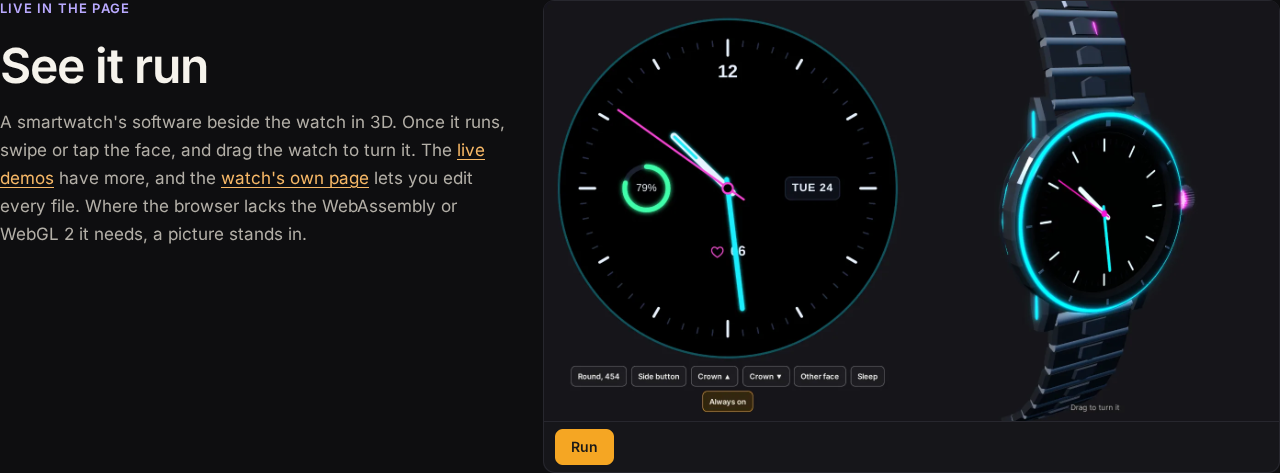 LIVE IN THE PAGE
See it run
A smartwatch's software beside the watch in 3D. Once it runs,
swipe or tap the face, and drag the watch to turn it. The live
demos have more, and the watch's own page lets you edit
every file. Where the browser lacks the WebAssembly or
WebGL 2 it needs, a picture stands in.
12
79%
TUE 24
Round, 454
Side button
Crown ▲
Crown ▼
Other face
Sleep
Always on
Drag to turn it
Run